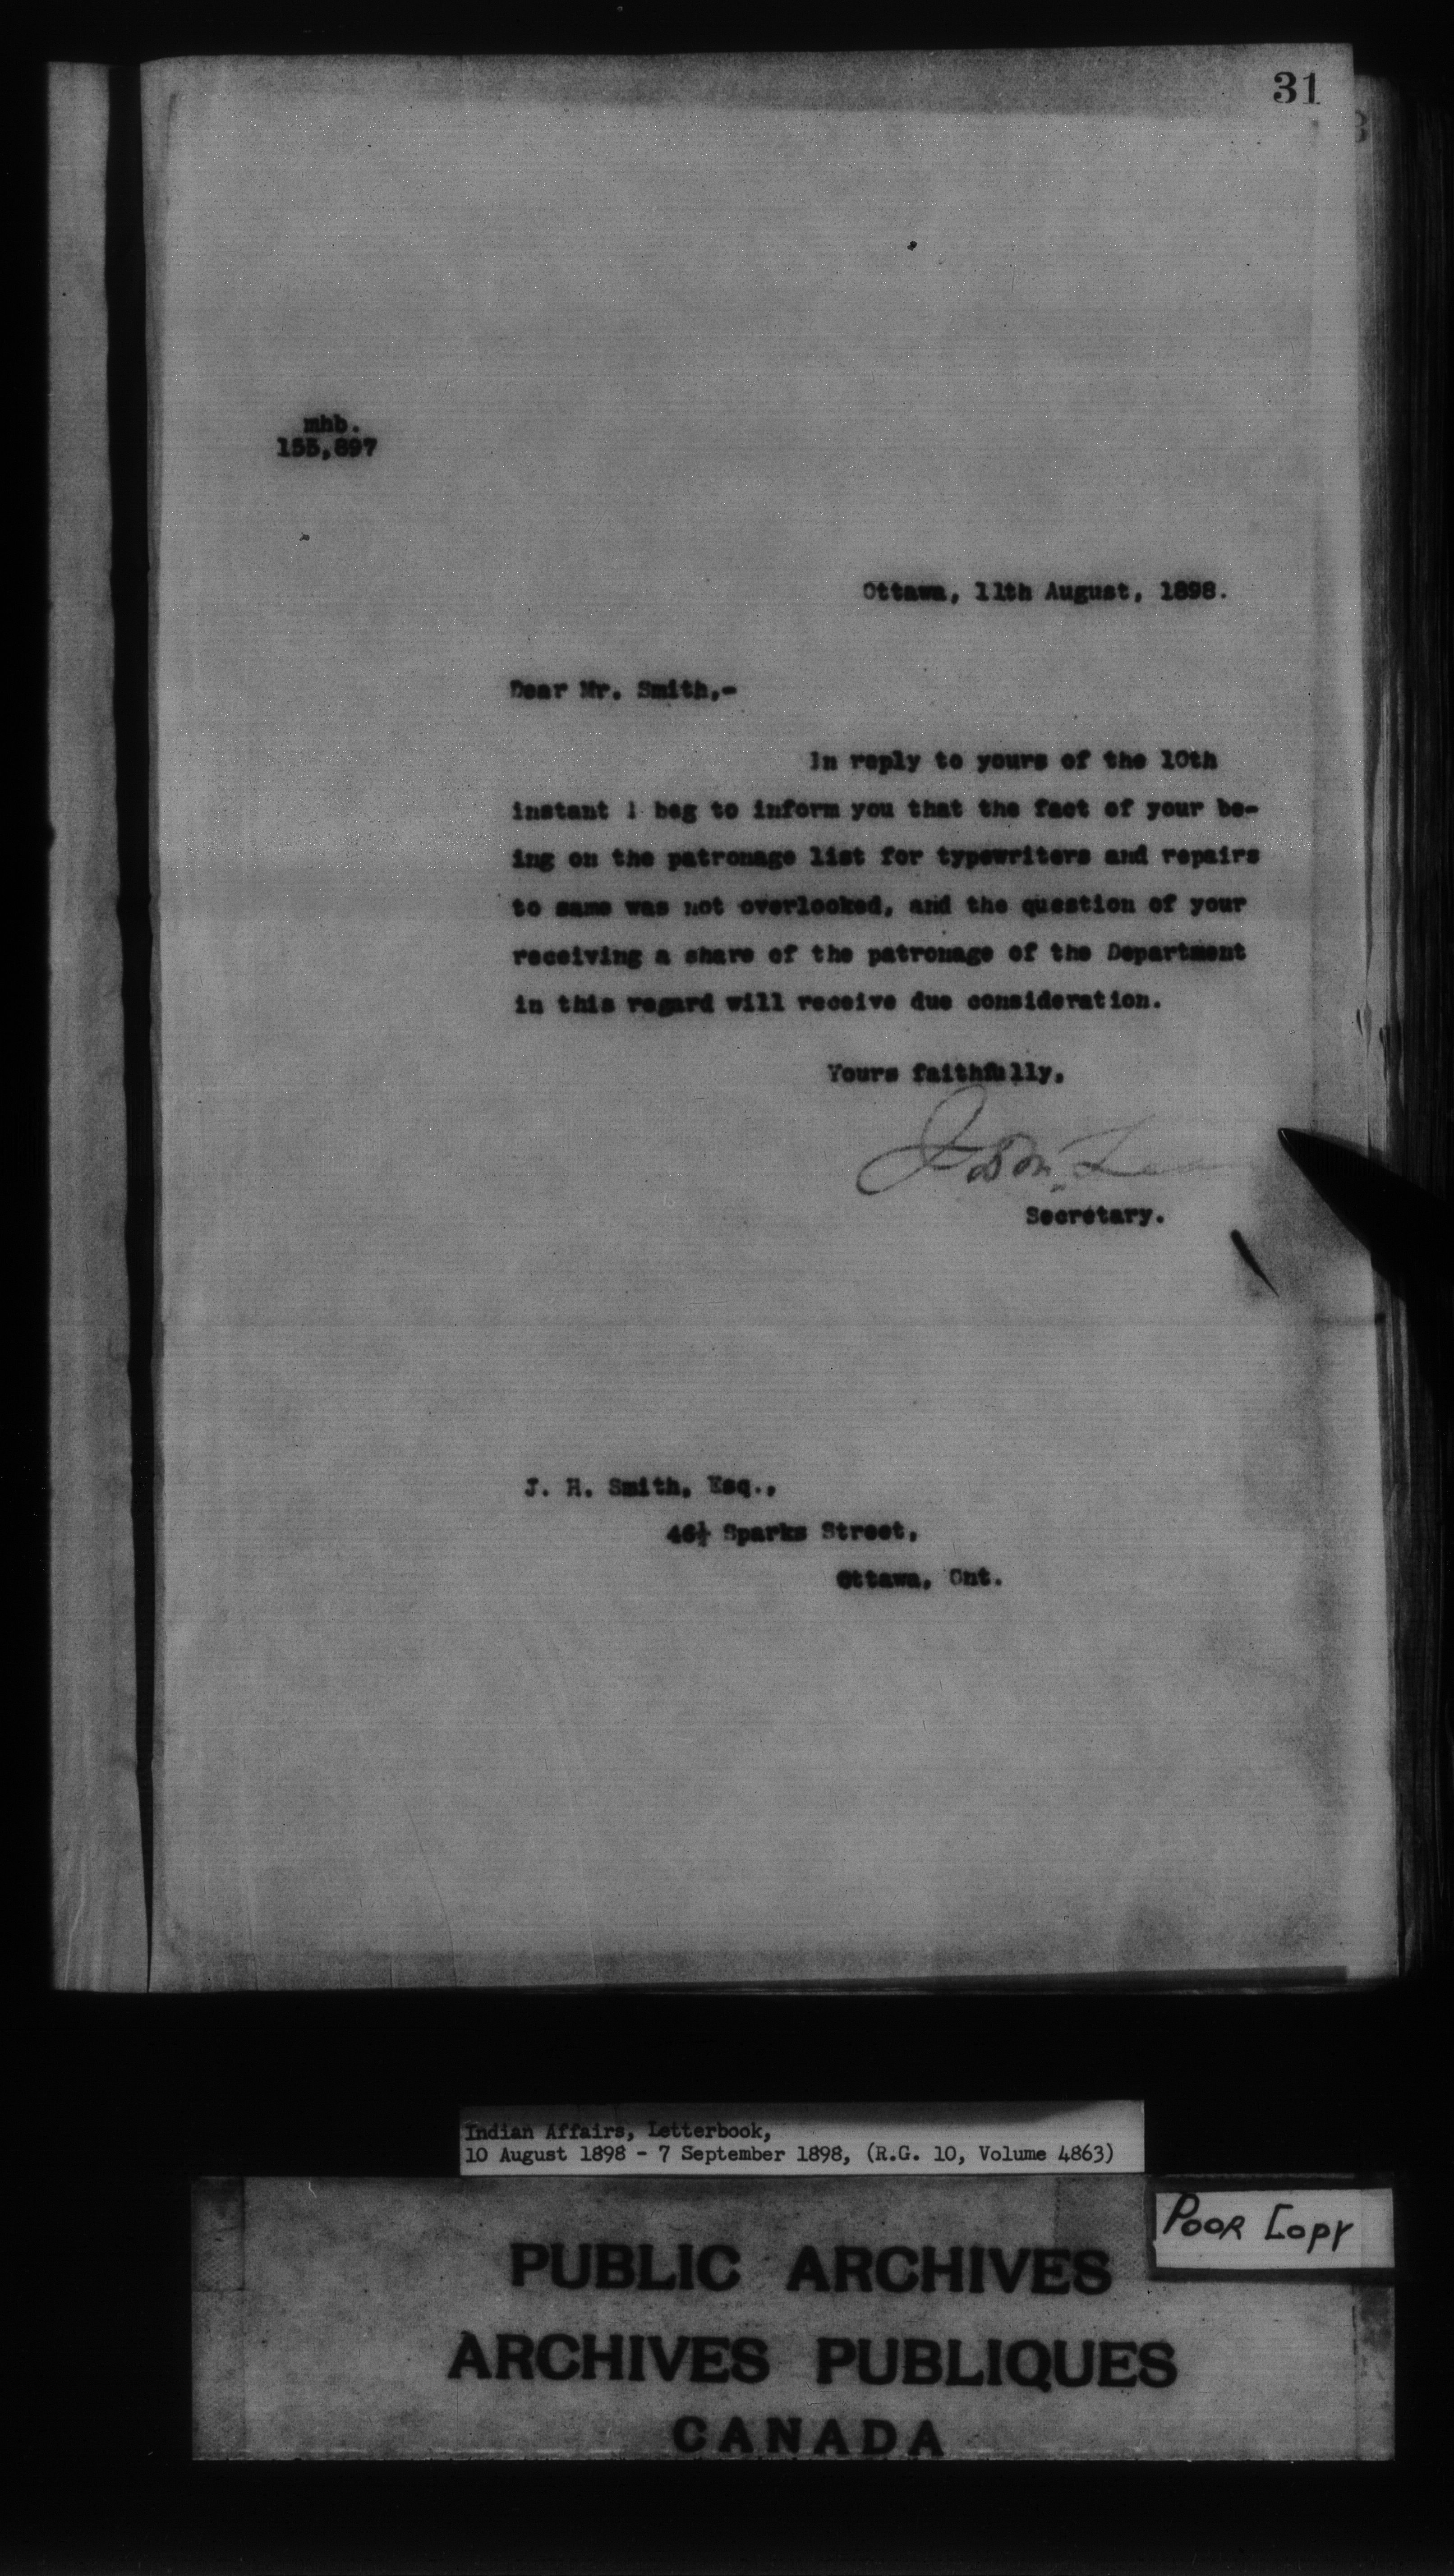 31
mhb.
155,897
Ottawa, 11th August, 1898.
Dear Mr. Smith,-
In reply to yours of the 10th
instant I beg to inform you that the fact of your be-
ing on the patronage list for typewriters and repairs
to same was not overlooked, and the question of your
receiving a share of the patronage of the Department
in this regard will receive due consideration.
Yours faithfully,
Secretary.
J. H. Smith, Esq.,
46½ Sparks Street,
Ottawa, Ont.
Indian Affairs, Letterbook,
10 August 1898 - 7 September 1898, (R.G. 10, Volume 4863)
POOR COPY
PUBLIC ARCHIVES
ARCHIVES PUBLIQUES
CANADA